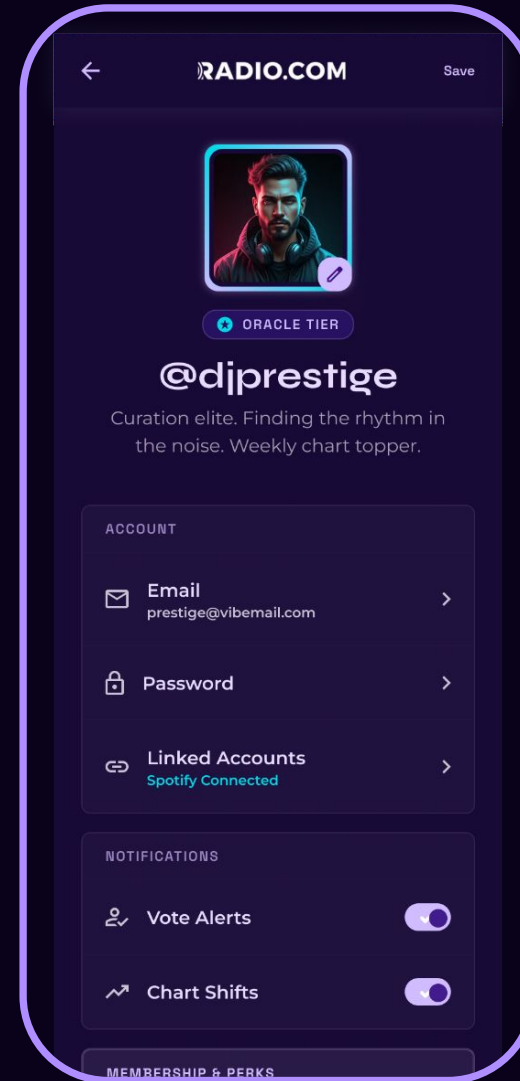 RADIO.COM
Save
ORACLE TIER
@djprestige
Curation elite. Finding the rhythm in
the noise. Weekly chart topper.
ACCOUNT
Email
prestige@vibemail.com
Password
Linked Accounts
Spotify Connected
NOTIFICATIONS
Vote Alerts
Chart Shifts
MEMBERSHIP & PERKS